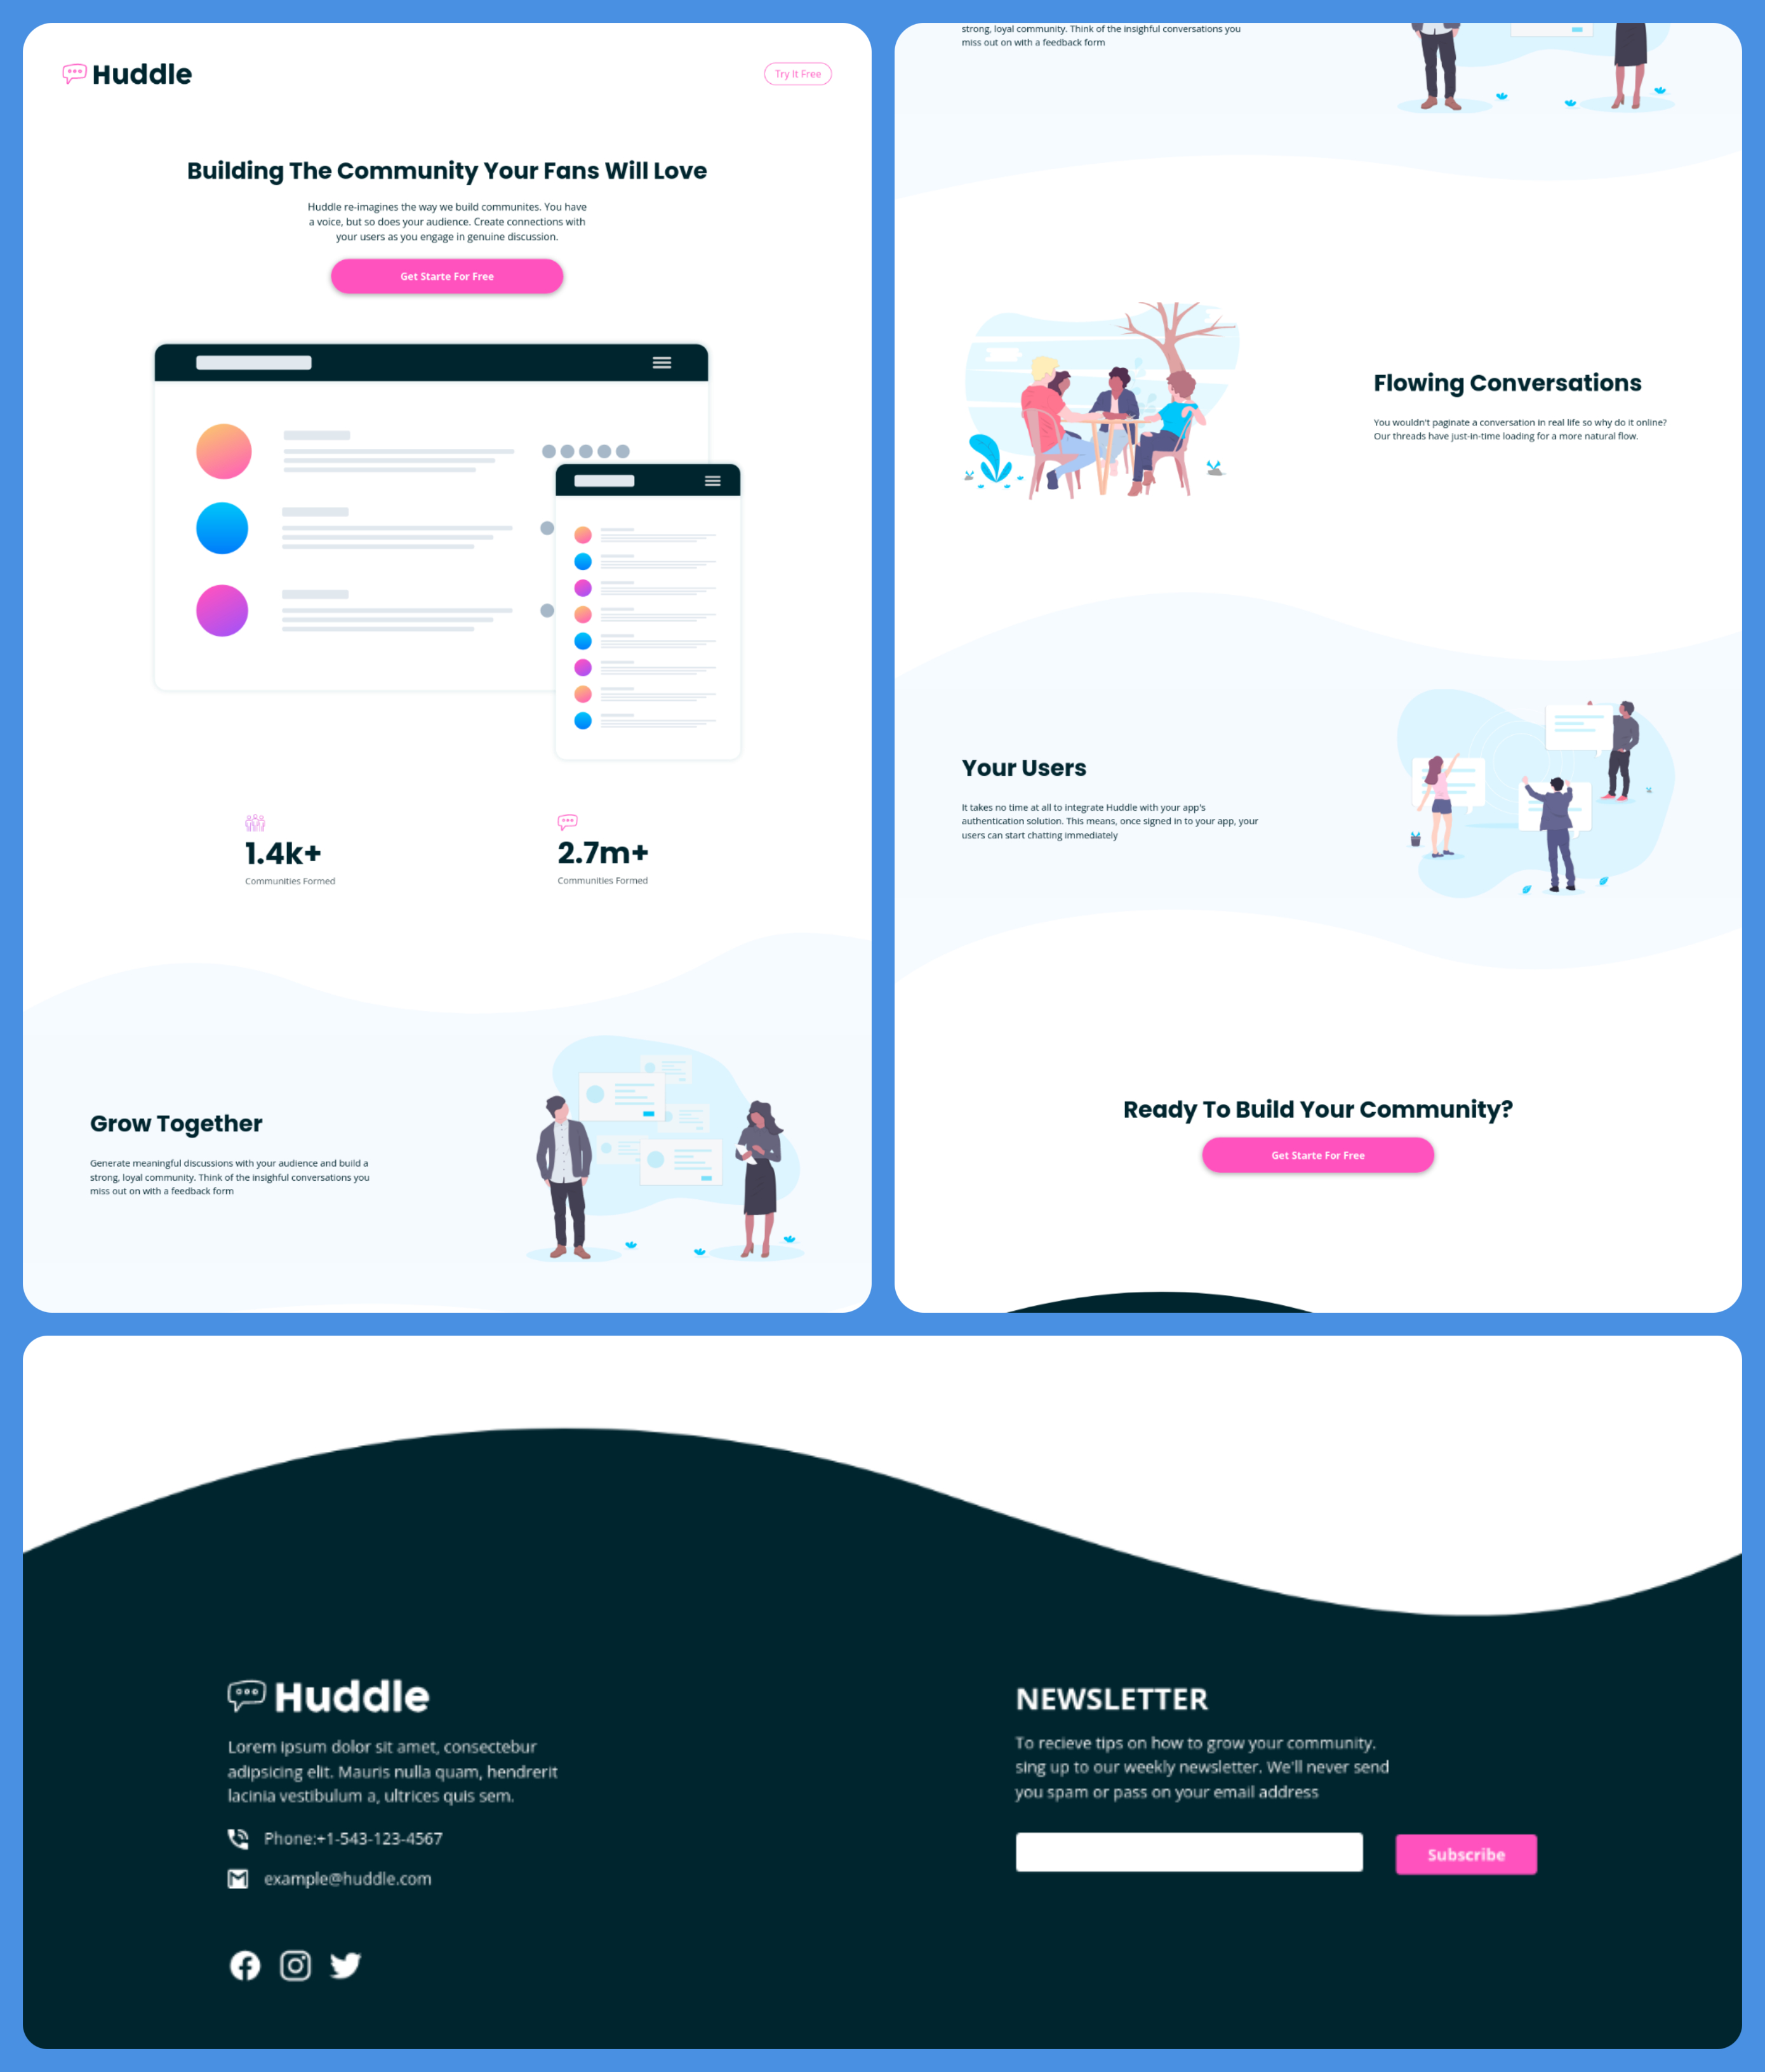 Huddle
Try It Free
Building The Community Your Fans Will Love
Huddle re-imagines the way we build communites. You have
a voice, but so does your audience. Create connections with
your users as you engage in genuine discussion.
Get Starte For Free
1.4k+
Communities Formed
2.7m+
Communities Formed
Grow Together
Generate meaningful discussions with your audience and build a
strong, loyal community. Think of the insighful conversations you
miss out on with a feedback form
strong, loyal community. Think of the insighful conversations you
miss out on with a feedback form
Flowing Conversations
You wouldn't paginate a conversation in real life so why do it online?
Our threads have just-in-time loading for a more natural flow.
Your Users
It takes no time at all to integrate Huddle with your app's
authentication solution. This means, once signed in to your app, your
users can start chatting immediately
Ready To Build Your Community?
Get Starte For Free
Huddle
Lorem ipsum dolor sit amet, consectebur
adipsicing elit. Mauris nulla quam, hendrerit
lacinia vestibulum a, ultrices quis sem.
Phone:+1-543-123-4567
example@huddle.com
NEWSLETTER
To recieve tips on how to grow your community.
sing up to our weekly newsletter. We'll never send
you spam or pass on your email address
Subscribe